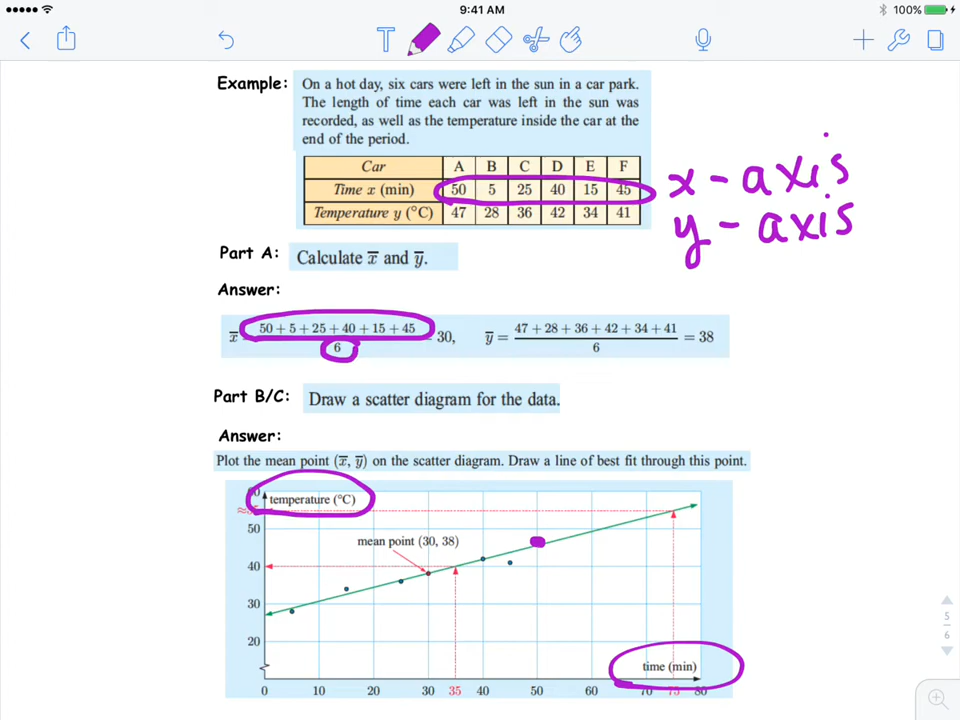 9:41 AM
100%
T
Example:
On a hot day, six cars were left in the sun in a car park.
The length of time each car was left in the sun was
recorded, as well as the temperature inside the car at the
end of the period.
Car A B C D E F
Time x (min) 50 5 25 40 15 45
Temperature y (°C) 47 28 36 42 34 41
x - axis
y - axis
Part A: Calculate x̅ and y̅.
Answer:
x̅ 50 + 5 + 25 + 40 + 15 + 45 / 6 30, y̅ = 47 + 28 + 36 + 42 + 34 + 41 / 6 = 38
Part B/C: Draw a scatter diagram for the data.
Answer:
Plot the mean point (x̅, y̅) on the scatter diagram. Draw a line of best fit through this point.
temperature (°C)
50
mean point (30, 38)
40
30
20
time (min)
0 10 20 30 35 40 50 60 70 75 80
5
6